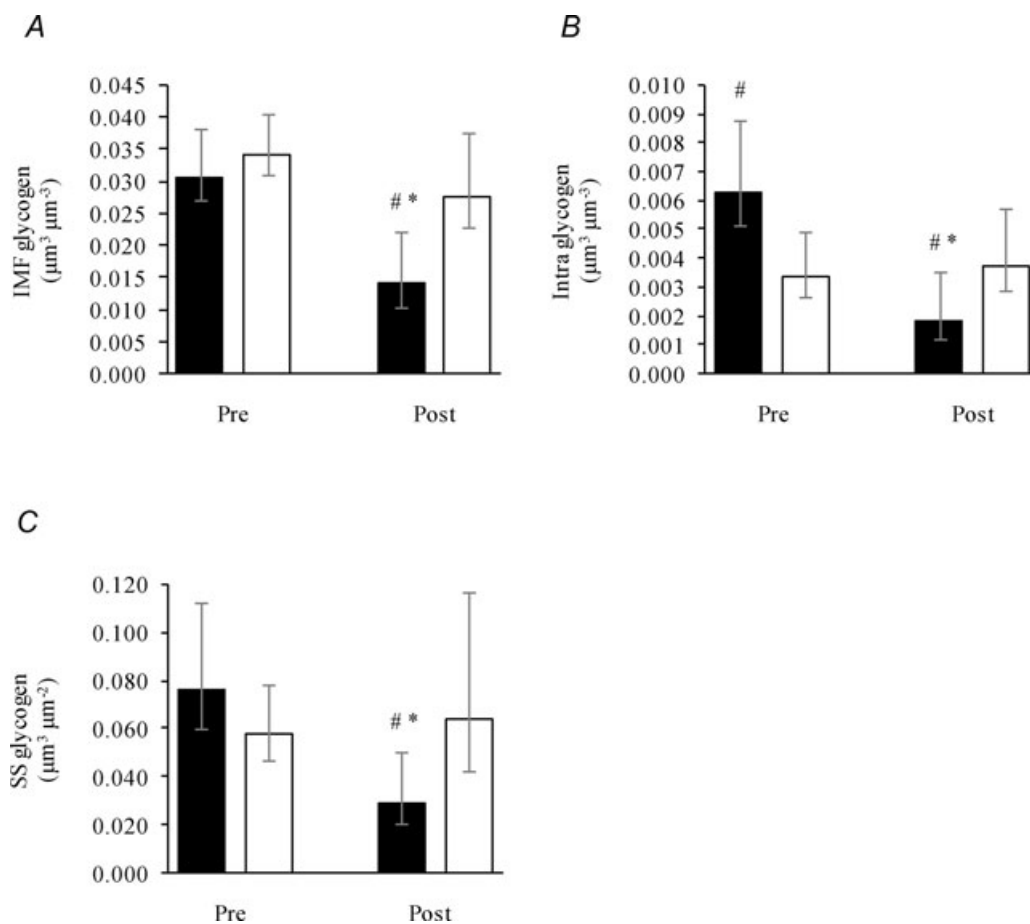 A
IMF glycogen
(µm³ µm⁻³)
0.045
0.040
0.035
0.030
0.025
0.020
0.015
0.010
0.005
0.000
# *
Pre Post
B
Intra glycogen
(µm³ µm⁻³)
0.010
0.009
0.008
0.007
0.006
0.005
0.004
0.003
0.002
0.001
0.000
#
# *
Pre Post
C
SS glycogen
(µm³ µm⁻²)
0.120
0.100
0.080
0.060
0.040
0.020
0.000
# *
Pre Post